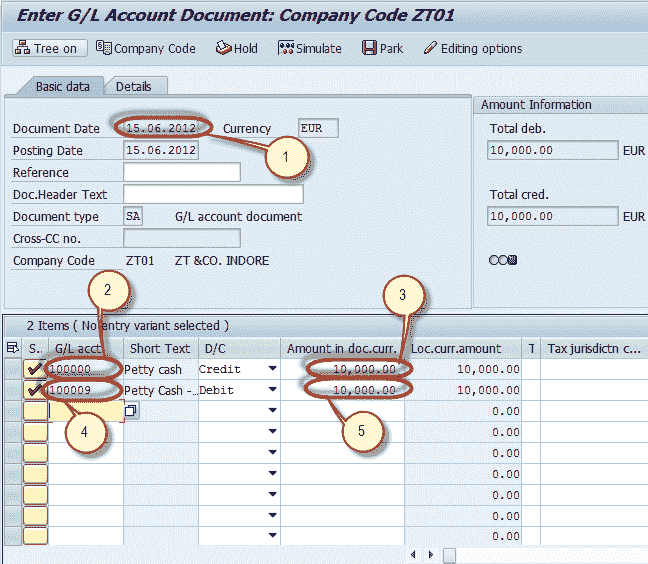 Enter G/L Account Document: Company Code ZT01
Tree on Company Code Hold Simulate Park Editing options
Basic data Details
Amount Information
Document Date 15.06.2012 Currency EUR
Total deb.
Posting Date 15.06.2012
10,000.00 EUR
1
Reference
Doc.Header Text
Total cred.
Document type SA G/L account document
10,000.00 EUR
Cross-CC no.
Company Code ZT01 ZT &CO. INDORE
2
3
2 Items ( No entry variant selected )
S.. G/L acct Short Text D/C Amount in doc.curr. Loc.curr.amount T Tax jurisdictn c...
100000 Petty cash Credit 10,000.00 10,000.00
100009 Petty Cash -... Debit 10,000.00 10,000.00
0.00
4
5
0.00
0.00
0.00
0.00
0.00
0.00